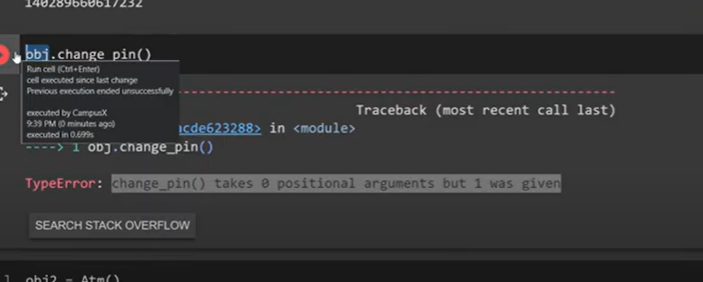 140289660617232
obj.change_pin()
Run cell (Ctrl+Enter)
cell executed since last change
Previous execution ended unsuccessfully
executed by CampusX
9:39 PM (0 minutes ago)
executed in 0.699s
Traceback (most recent call last)
acde623288> in <module>
----> 1 obj.change_pin()
TypeError: change_pin() takes 0 positional arguments but 1 was given
SEARCH STACK OVERFLOW
1 obj2 = Atm()